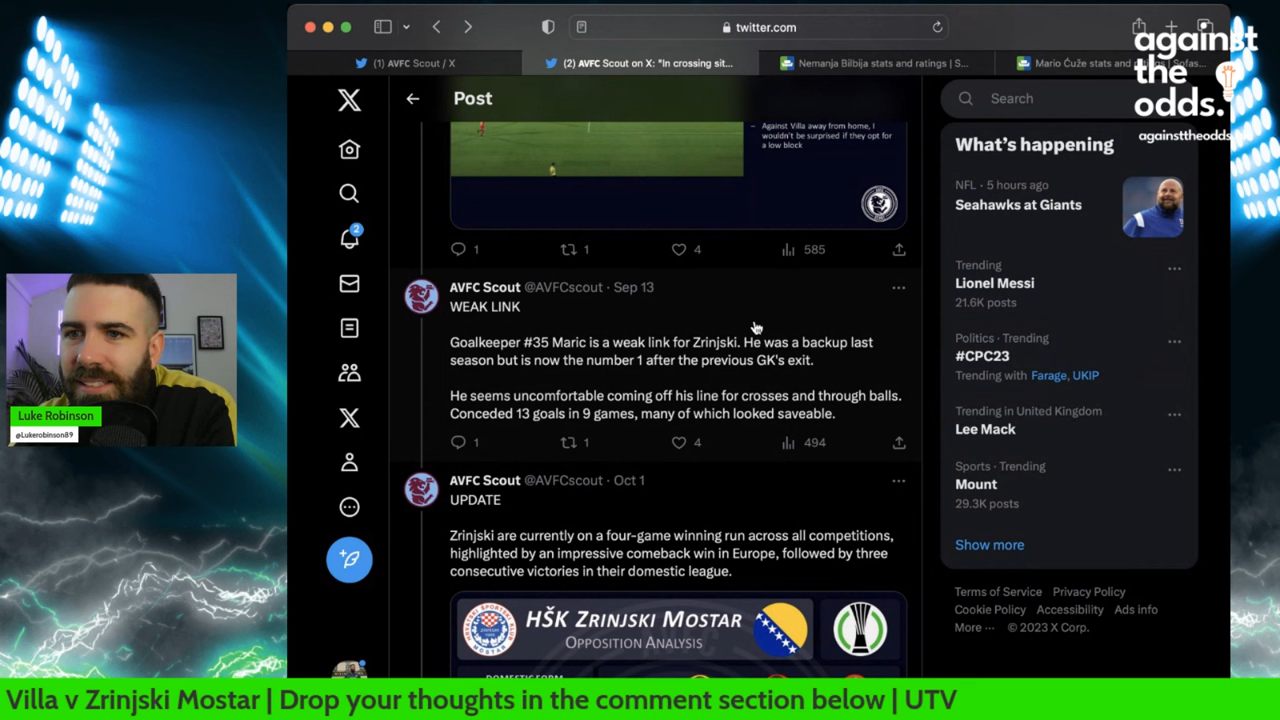 twitter.com
against
the
odds.
againsttheodds
(1) AVFC Scout / X
(2) AVFC Scout on X: "In crossing sit...
Nemanja Bilbija stats and ratings | S...
Post
Search
Against Villa away from home, I
wouldn't be surprised if they opt for
a low block
1
1
4
585
AVFC Scout @AVFCscout · Sep 13
WEAK LINK
Goalkeeper #35 Maric is a weak link for Zrinjski. He was a backup last
season but is now the number 1 after the previous GK's exit.
He seems uncomfortable coming off his line for crosses and through balls.
Conceded 13 goals in 9 games, many of which looked saveable.
1
1
4
494
AVFC Scout @AVFCscout · Oct 1
UPDATE
Zrinjski are currently on a four-game winning run across all competitions,
highlighted by an impressive comeback win in Europe, followed by three
consecutive victories in their domestic league.
HŠK ZRINJSKI MOSTAR
OPPOSITION ANALYSIS
2
What's happening
NFL · 5 hours ago
Seahawks at Giants
Trending
Lionel Messi
21.6K posts
Politics · Trending
#CPC23
Trending with Farage, UKIP
Trending in United Kingdom
Lee Mack
Sports · Trending
Mount
29.3K posts
Show more
Terms of Service Privacy Policy
Cookie Policy Accessibility Ads info
More ··· © 2023 X Corp.
Luke Robinson
@Lukerobinson89
Villa v Zrinjski Mostar | Drop your thoughts in the comment section below | UTV